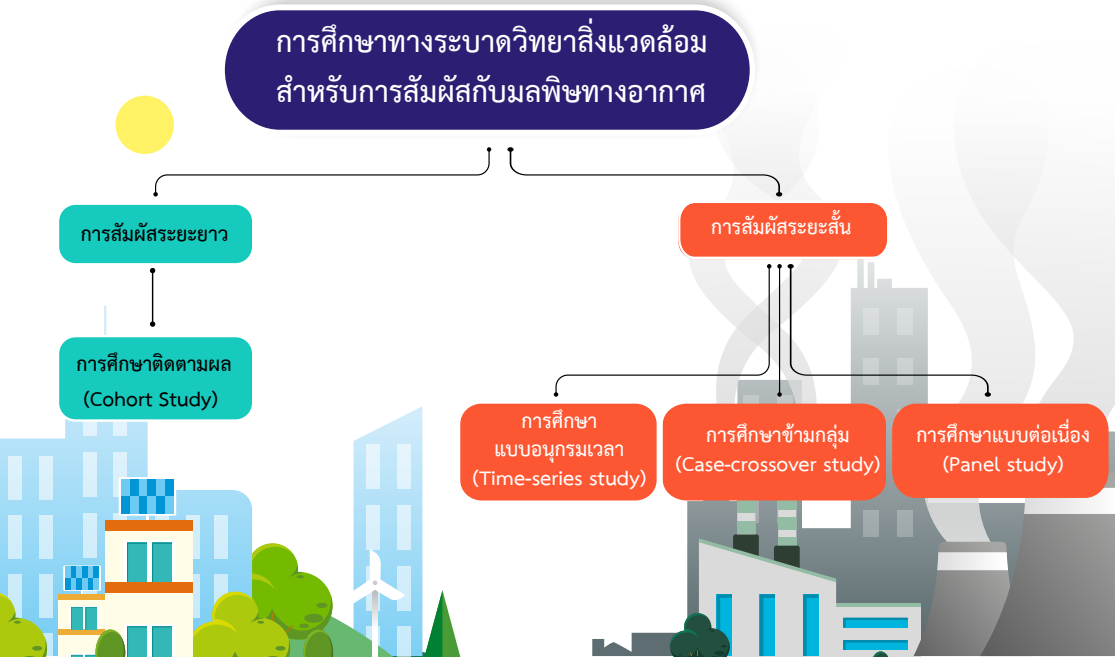 การศึกษาทางระบาดวิทยาสิ่งแวดล้อม
สำหรับการสัมผัสกับมลพิษทางอากาศ
การสัมผัสระยะยาว
การสัมผัสระยะสั้น
การศึกษาติดตามผล
(Cohort Study)
การศึกษา
แบบอนุกรมเวลา
(Time-series study)
การศึกษาข้ามกลุ่ม
(Case-crossover study)
การศึกษาแบบต่อเนื่อง
(Panel study)